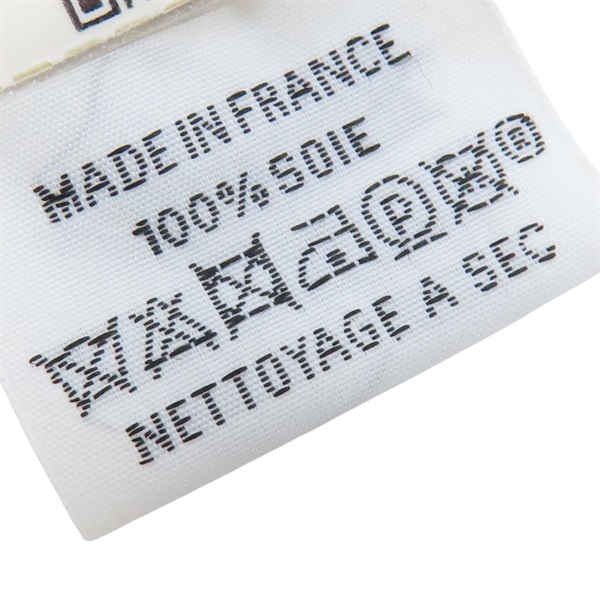 MADE IN FRANCE
100% SOIE
P ®
NETTOYAGE A SEC